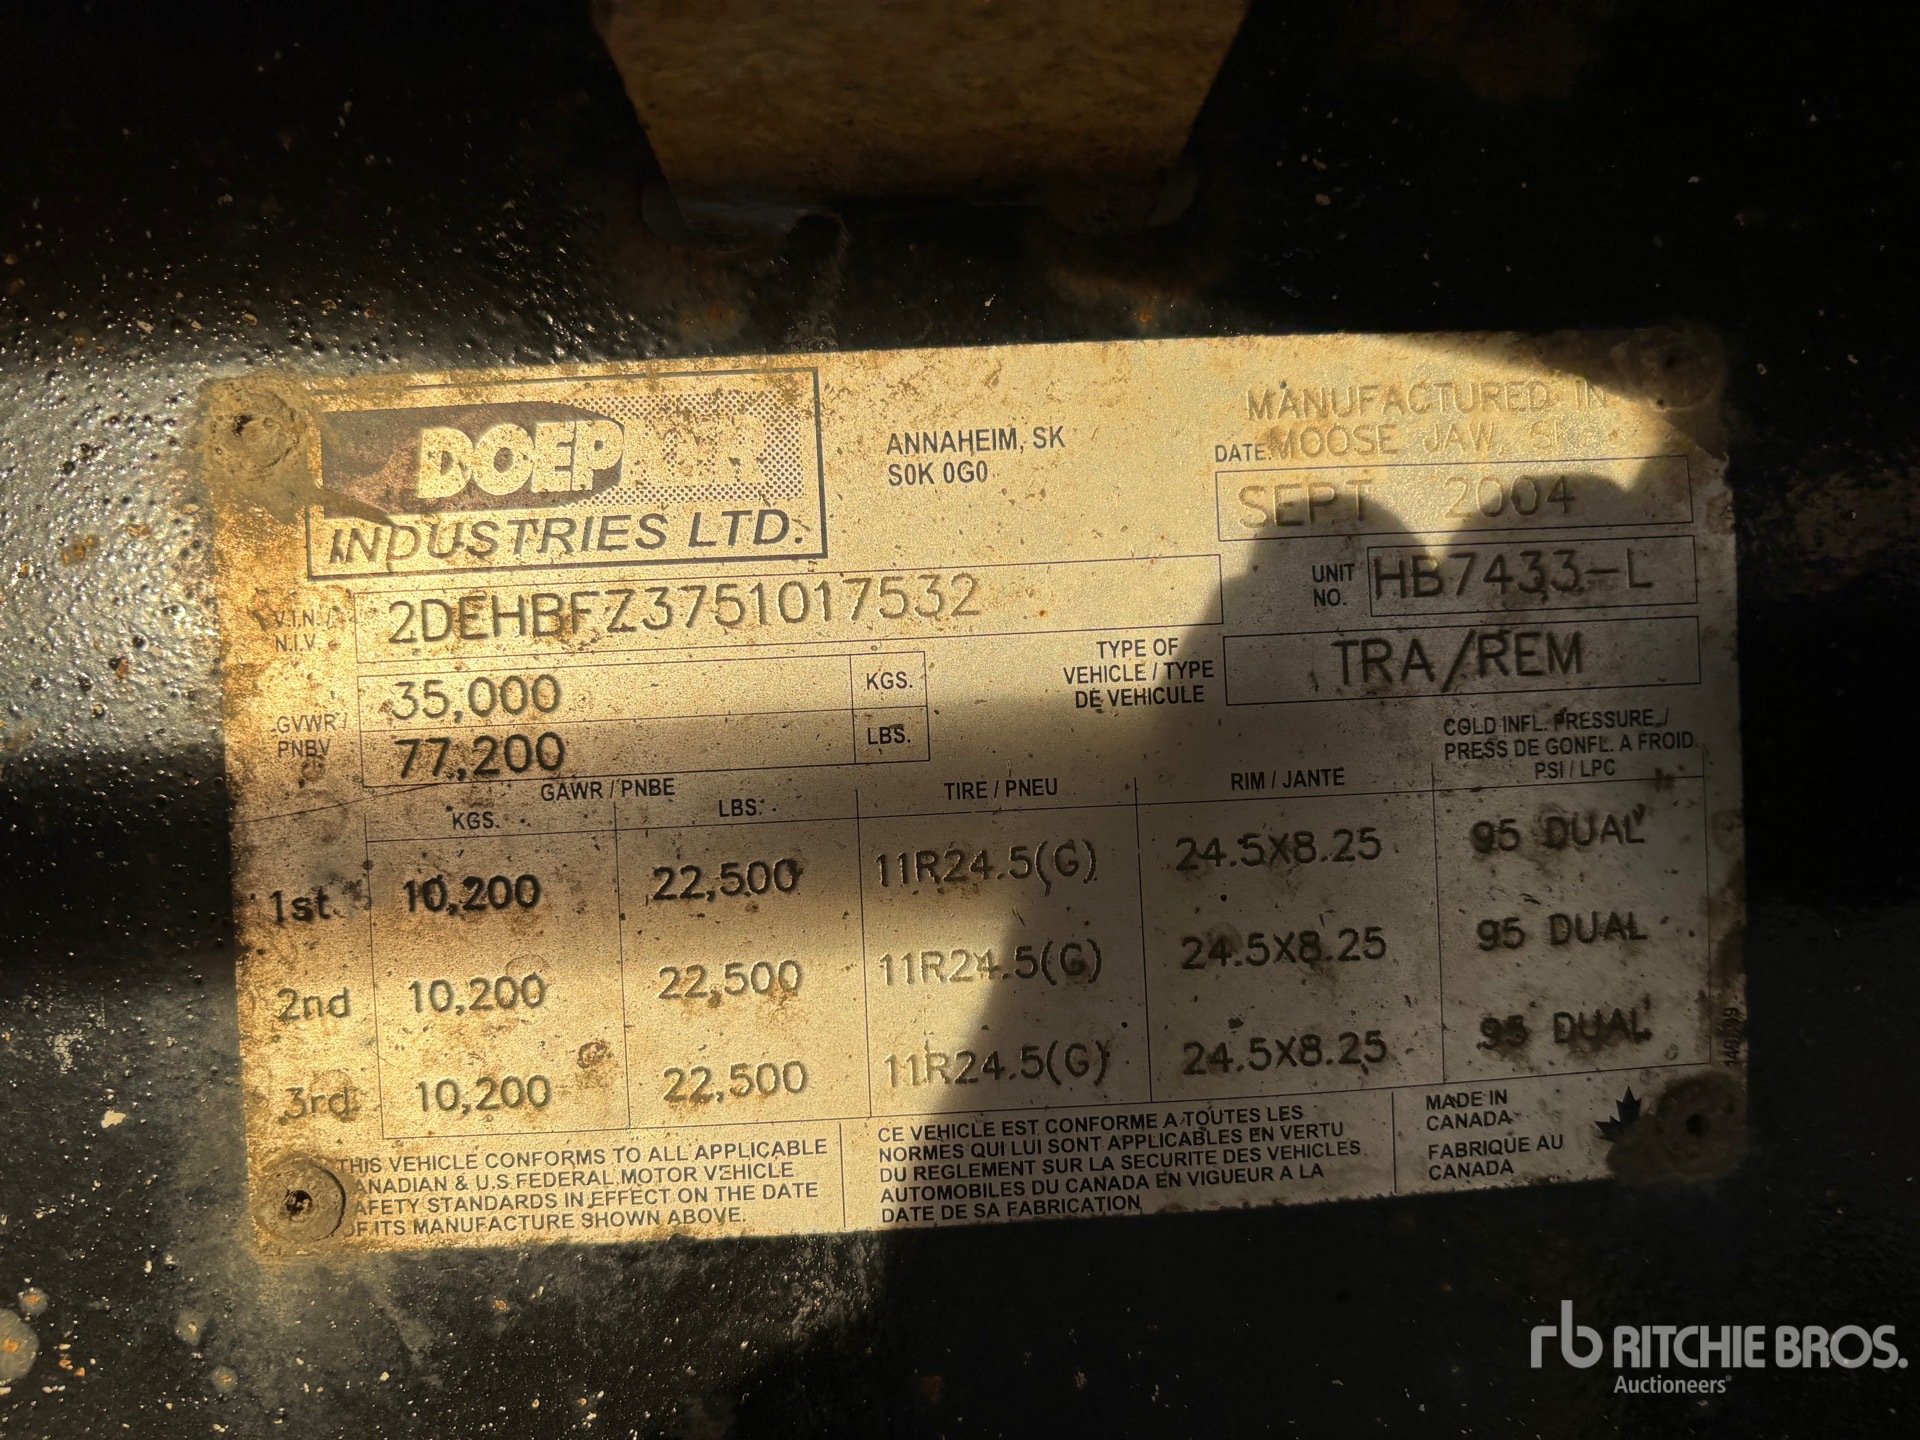 DOEPKER
INDUSTRIES LTD.
ANNAHEIM, SK
S0K 0G0
MANUFACTURED IN
DATE: MOOSE JAW, SK
SEPT 2004
V.I.N. / N.I.V. 2DEHBFZ3751017532
UNIT NO. HB7433-L
TYPE OF VEHICLE / TYPE DE VEHICULE TRA/REM
GVWR / PNBV 35,000 KGS.
77,200 LBS.
COLD INFL. PRESSURE /
PRESS DE GONFL. A FROID
PSI / LPC
GAWR / PNBE
KGS. LBS. TIRE / PNEU RIM / JANTE
1st 10,200 22,500 11R24.5(G) 24.5X8.25 95 DUAL
2nd 10,200 22,500 11R24.5(G) 24.5X8.25 95 DUAL
3rd 10,200 22,500 11R24.5(G) 24.5X8.25 95 DUAL
THIS VEHICLE CONFORMS TO ALL APPLICABLE
CANADIAN & U.S FEDERAL MOTOR VEHICLE
SAFETY STANDARDS IN EFFECT ON THE DATE
OF ITS MANUFACTURE SHOWN ABOVE.
CE VEHICLE EST CONFORME A TOUTES LES
NORMES QUI LUI SONT APPLICABLES EN VERTU
DU REGLEMENT SUR LA SECURITE DES VEHICLES
AUTOMOBILES DU CANADA EN VIGUEUR A LA
DATE DE SA FABRICATION
MADE IN
CANADA
FABRIQUE AU
CANADA
rb RITCHIE BROS.
Auctioneers